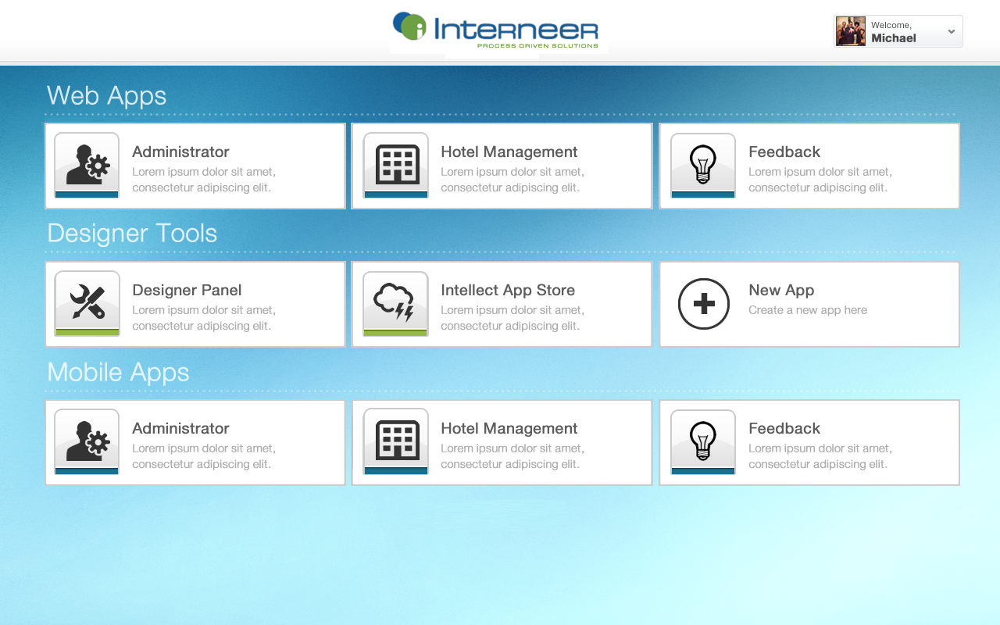 INTERNEER
PROCESS DRIVEN SOLUTIONS
Welcome,
Michael
Web Apps
Administrator
Lorem ipsum dolor sit amet,
consectetur adipiscing elit.
Hotel Management
Lorem ipsum dolor sit amet,
consectetur adipiscing elit.
Feedback
Lorem ipsum dolor sit amet,
consectetur adipiscing elit.
Designer Tools
Designer Panel
Lorem ipsum dolor sit amet,
consectetur adipiscing elit.
Intellect App Store
Lorem ipsum dolor sit amet,
consectetur adipiscing elit.
New App
Create a new app here
Mobile Apps
Administrator
Lorem ipsum dolor sit amet,
consectetur adipiscing elit.
Hotel Management
Lorem ipsum dolor sit amet,
consectetur adipiscing elit.
Feedback
Lorem ipsum dolor sit amet,
consectetur adipiscing elit.